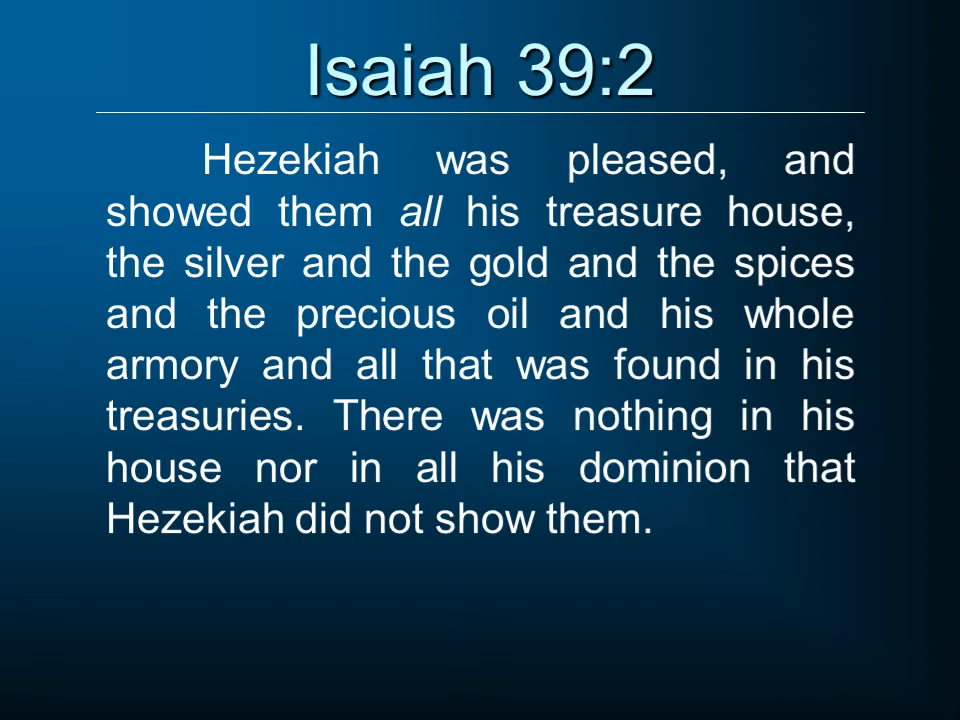 Isaiah 39:2
Hezekiah was pleased, and
showed them all his treasure house,
the silver and the gold and the spices
and the precious oil and his whole
armory and all that was found in his
treasuries. There was nothing in his
house nor in all his dominion that
Hezekiah did not show them.